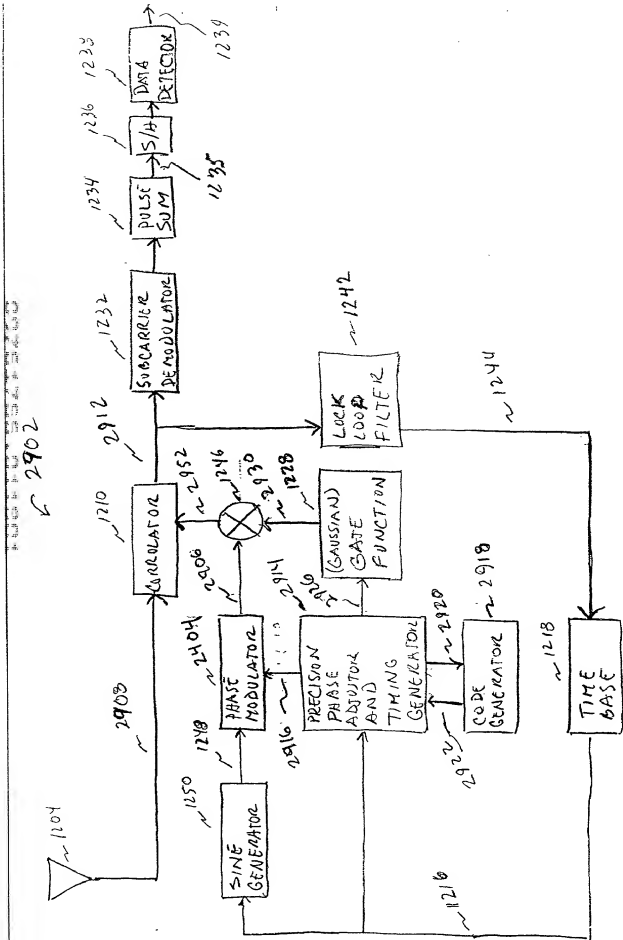 2902
1204
2908
1210
CORROLATOR
2912
1232
SUBCARRIER
DEMODULATOR
1234
PULSE
SUM
1235
1236
S/H
1238
DATA
DETECTOR
1239
2952
1246
2930
1228
1250
SINE
GENERATOR
1248
2404
PHASE
MODULATOR
2906
2916
2914
PRECISION
PHASE
ADJUSTOR
AND
TIMING
GENERATOR
926
(GAUSSIAN)
GATE
FUNCTION
1242
LOCK
LOOP
FILTER
1244
2922
2920
2918
CODE
GENERATOR
1218
TIME
BASE
1216